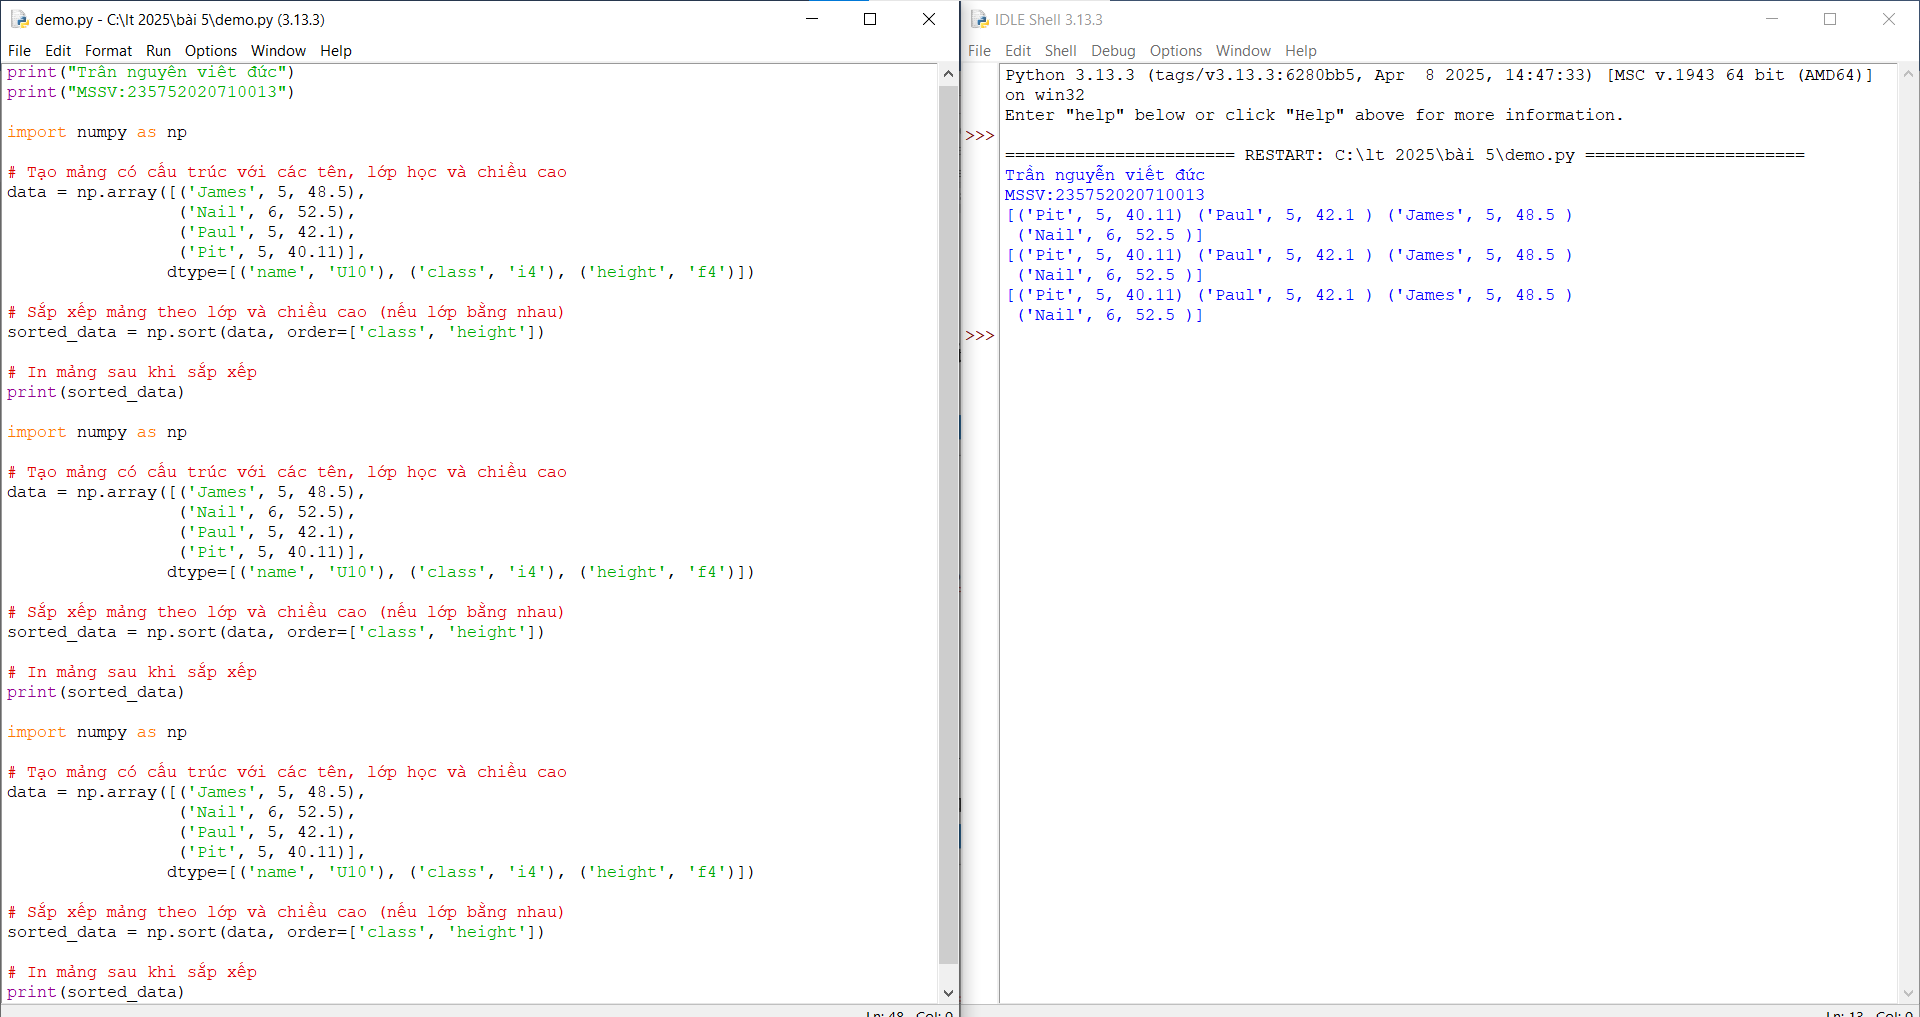 demo.py - C:\lt 2025\bài 5\demo.py (3.13.3)
File Edit Format Run Options Window Help
print("Trần nguyễn viết đức")
print("MSSV:235752020710013")
import numpy as np
# Tạo mảng có cấu trúc với các tên, lớp học và chiều cao
data = np.array([('James', 5, 48.5),
('Nail', 6, 52.5),
('Paul', 5, 42.1),
('Pit', 5, 40.11)],
dtype=[('name', 'U10'), ('class', 'i4'), ('height', 'f4')])
# Sắp xếp mảng theo lớp và chiều cao (nếu lớp bằng nhau)
sorted_data = np.sort(data, order=['class', 'height'])
# In mảng sau khi sắp xếp
print(sorted_data)
import numpy as np
# Tạo mảng có cấu trúc với các tên, lớp học và chiều cao
data = np.array([('James', 5, 48.5),
('Nail', 6, 52.5),
('Paul', 5, 42.1),
('Pit', 5, 40.11)],
dtype=[('name', 'U10'), ('class', 'i4'), ('height', 'f4')])
# Sắp xếp mảng theo lớp và chiều cao (nếu lớp bằng nhau)
sorted_data = np.sort(data, order=['class', 'height'])
# In mảng sau khi sắp xếp
print(sorted_data)
import numpy as np
# Tạo mảng có cấu trúc với các tên, lớp học và chiều cao
data = np.array([('James', 5, 48.5),
('Nail', 6, 52.5),
('Paul', 5, 42.1),
('Pit', 5, 40.11)],
dtype=[('name', 'U10'), ('class', 'i4'), ('height', 'f4')])
# Sắp xếp mảng theo lớp và chiều cao (nếu lớp bằng nhau)
sorted_data = np.sort(data, order=['class', 'height'])
# In mảng sau khi sắp xếp
print(sorted_data)
Ln: 48 Col: 0
IDLE Shell 3.13.3
File Edit Shell Debug Options Window Help
Python 3.13.3 (tags/v3.13.3:6280bb5, Apr  8 2025, 14:47:33) [MSC v.1943 64 bit (AMD64)]
on win32
Enter "help" below or click "Help" above for more information.
>>>
======================= RESTART: C:\lt 2025\bài 5\demo.py ======================
Trần nguyễn viết đức
MSSV:235752020710013
[('Pit', 5, 40.11) ('Paul', 5, 42.1 ) ('James', 5, 48.5 )
('Nail', 6, 52.5 )]
[('Pit', 5, 40.11) ('Paul', 5, 42.1 ) ('James', 5, 48.5 )
('Nail', 6, 52.5 )]
[('Pit', 5, 40.11) ('Paul', 5, 42.1 ) ('James', 5, 48.5 )
('Nail', 6, 52.5 )]
>>>
Ln: 13 Col: 0